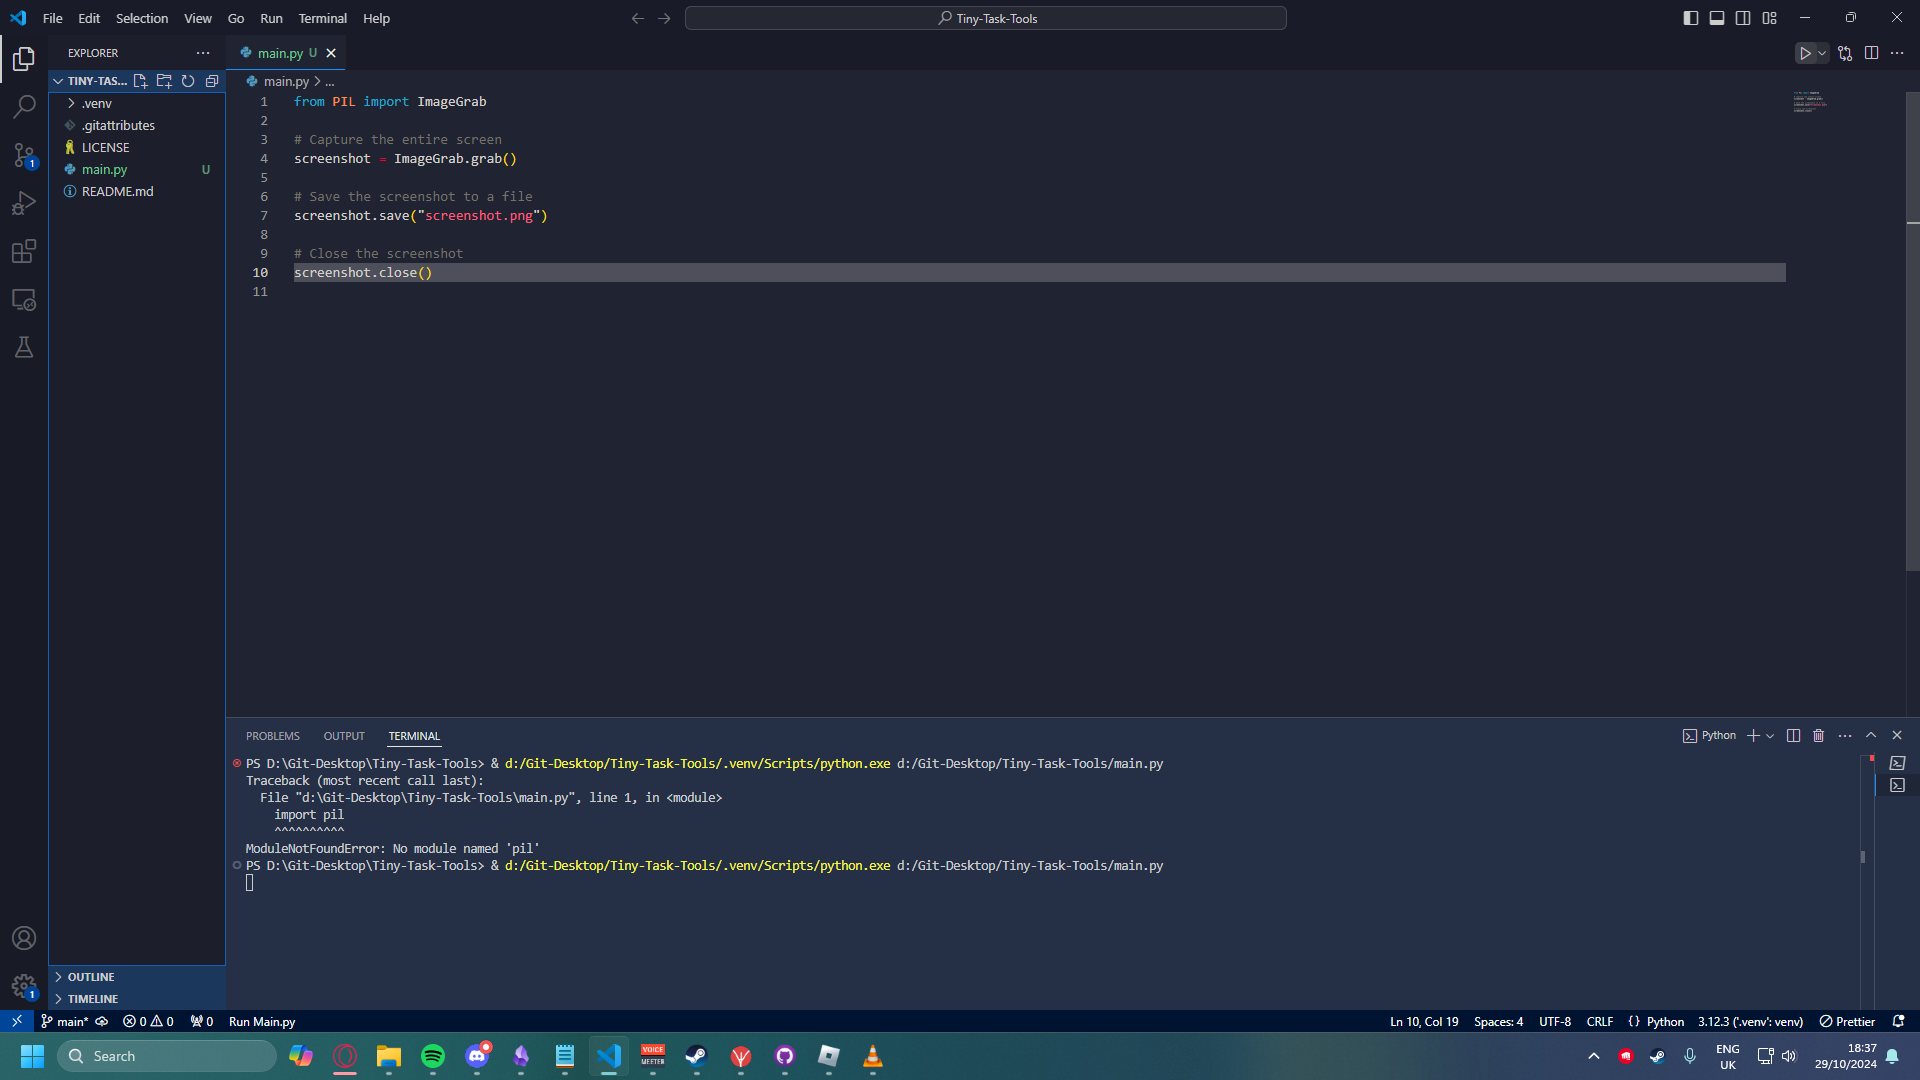 File Edit Selection View Go Run Terminal Help
Tiny-Task-Tools
EXPLORER
main.py U
TINY-TAS...
.venv
.gitattributes
LICENSE
main.py U
README.md
main.py > ...
1 from PIL import ImageGrab
2
3 # Capture the entire screen
4 screenshot = ImageGrab.grab()
5
6 # Save the screenshot to a file
7 screenshot.save("screenshot.png")
8
9 # Close the screenshot
10 screenshot.close()
11
1
PROBLEMS OUTPUT TERMINAL
Python
PS D:\Git-Desktop\Tiny-Task-Tools> & d:/Git-Desktop/Tiny-Task-Tools/.venv/Scripts/python.exe d:/Git-Desktop/Tiny-Task-Tools/main.py
Traceback (most recent call last):
  File "d:\Git-Desktop\Tiny-Task-Tools\main.py", line 1, in <module>
    import pil
    ^^^^^^^^^^
ModuleNotFoundError: No module named 'pil'
PS D:\Git-Desktop\Tiny-Task-Tools> & d:/Git-Desktop/Tiny-Task-Tools/.venv/Scripts/python.exe d:/Git-Desktop/Tiny-Task-Tools/main.py
OUTLINE
1
TIMELINE
main* 0 0 0 Run Main.py Ln 10, Col 19 Spaces: 4 UTF-8 CRLF {} Python 3.12.3 ('.venv': venv) Prettier
Search
VOICE
MEETER
ENG
UK
18:37
29/10/2024